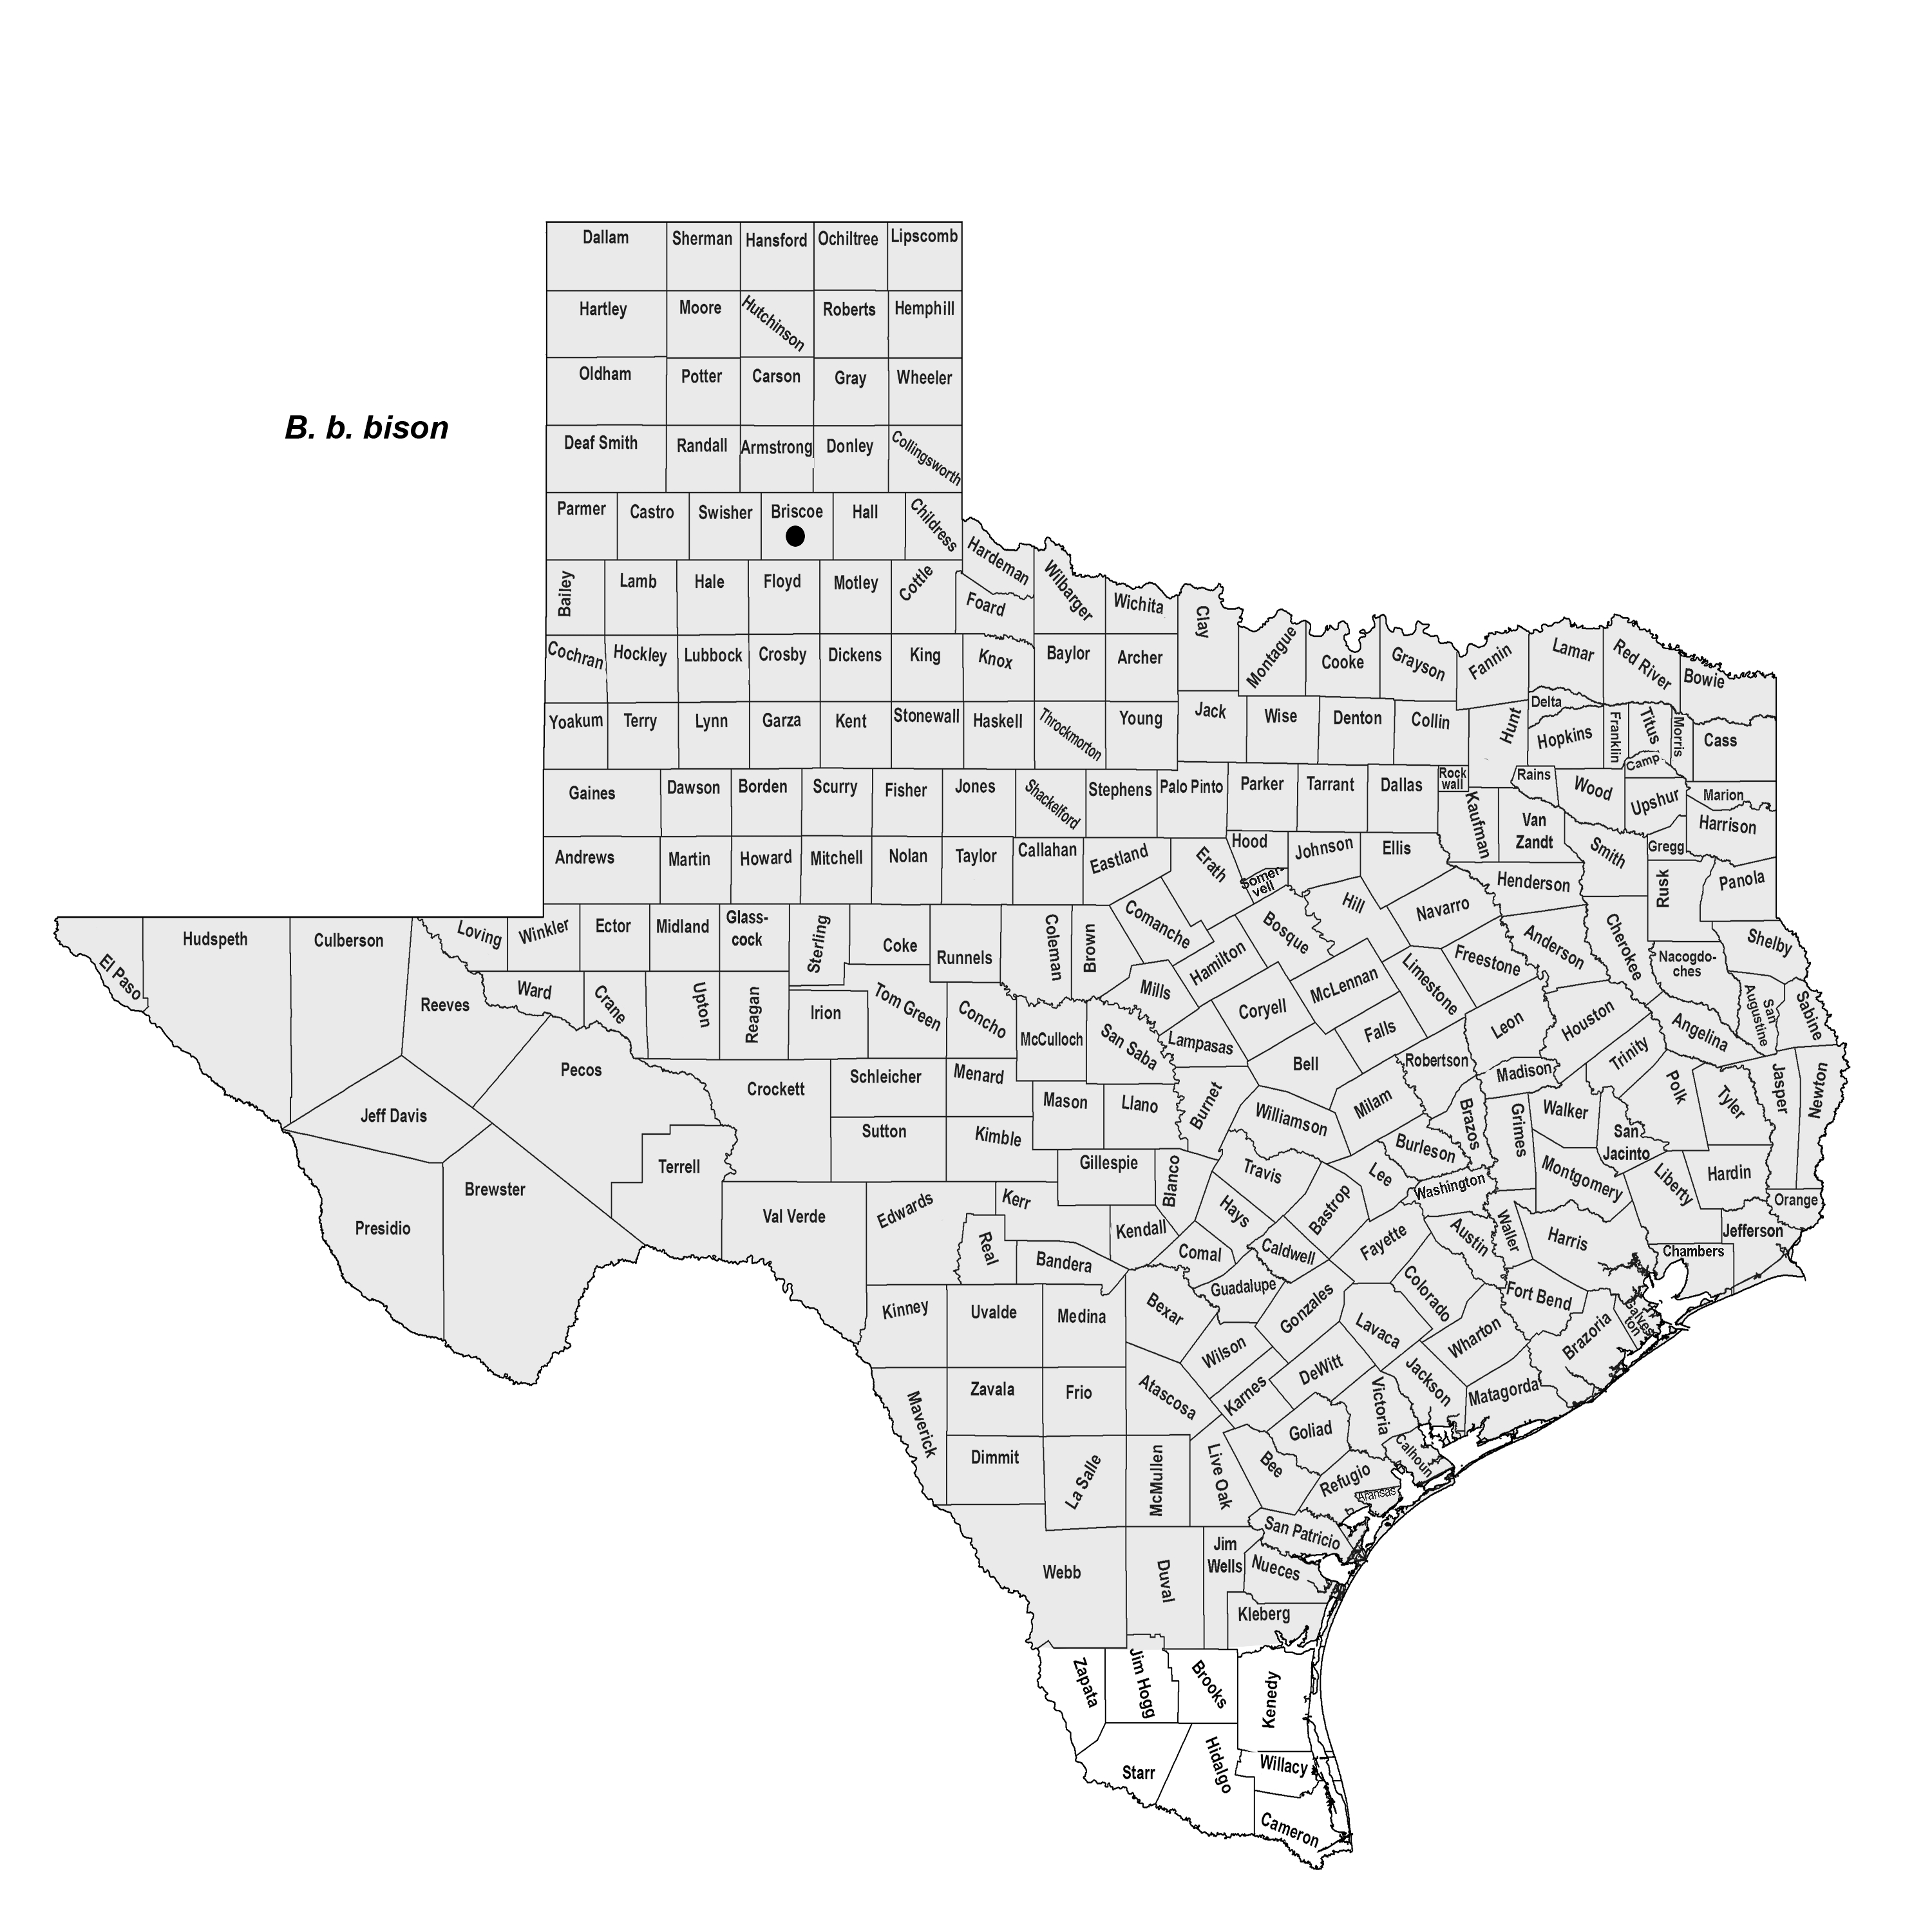 Dallam Sherman Hansford Ochiltree Lipscomb
Hartley Moore Hutchinson Roberts Hemphill
Oldham Potter Carson Gray Wheeler
B. b. bison
Deaf Smith Randall Armstrong Donley Collingsworth
Parmer Castro Swisher Briscoe Hall Childress
Hardeman
Bailey Lamb Hale Floyd Motley Cottle Foard Wilbarger Wichita Clay
Montague Cooke Grayson Fannin Lamar Red River Bowie
Cochran Hockley Lubbock Crosby Dickens King Knox Baylor Archer
Yoakum Terry Lynn Garza Kent Stonewall Haskell Throckmorton Young Jack Wise Denton Collin Hunt Delta Hopkins Franklin Titus Morris Cass
Camp
Gaines Dawson Borden Scurry Fisher Jones Shackelford Stephens Palo Pinto Parker Tarrant Dallas Rock
wall
Kaufman Rains Wood Upshur Marion
Van
Zandt
Harrison
Andrews Martin Howard Mitchell Nolan Taylor Callahan Eastland Erath Hood Johnson Ellis Smith Gregg
Somer-
vell
Henderson Rusk Panola
El Paso Hudspeth Culberson Reeves Loving Winkler Ector Midland Glass-
cock
Sterling Coke Runnels Coleman Brown Comanche Hamilton Bosque Hill Navarro Anderson Cherokee Shelby
Nacogdo-
ches
Ward Crane Upton Reagan Irion Tom Green Concho Mills Coryell McLennan Limestone Freestone
McCulloch San Saba Lampasas Falls Leon Houston Angelina San
Augustine
Sabine
Pecos Crockett Schleicher Menard Bell Robertson Madison Trinity
Jeff Davis Mason Llano Burnet Williamson Milam Brazos Grimes Walker Polk Tyler Jasper Newton
Sutton Kimble Burleson San
Jacinto
Presidio Brewster Terrell Gillespie Blanco Travis Lee Washington Montgomery Liberty Hardin Orange
Val Verde Edwards Kerr Kendall Hays Bastrop Fayette Austin Waller Harris Jefferson
Real Bandera Comal Caldwell Chambers
Guadalupe Colorado Fort Bend
Kinney Uvalde Medina Bexar Gonzales Lavaca Wharton Brazoria Galves
ton
Wilson
Maverick Zavala Frio Atascosa Karnes DeWitt Victoria Jackson Matagorda
Goliad
Dimmit La Salle McMullen Live Oak Bee Refugio Calhoun
Aransas
San Patricio
Webb Duval Jim
Wells
Nueces
Kleberg
Zapata Jim Hogg Brooks Kenedy
Starr Hidalgo Willacy
Cameron